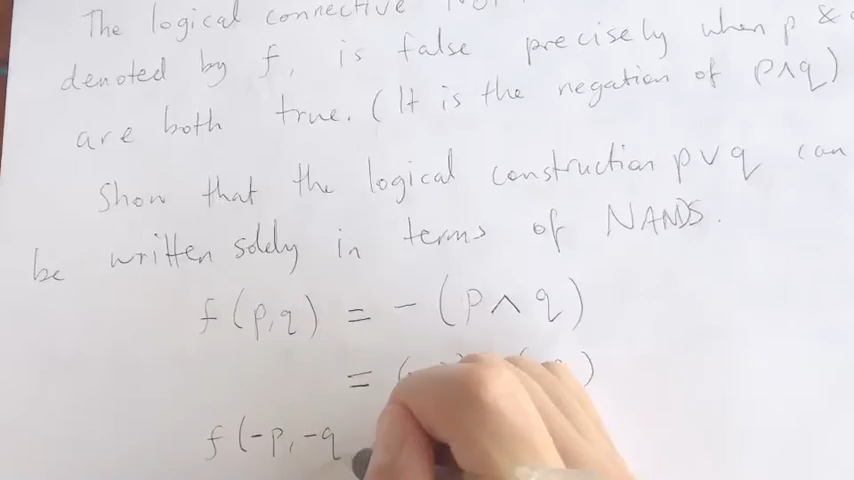 The logical connective
denoted by f, is false precisely when p &
are both true. (It is the negation of p∧q)
Show that the logical construction p∨q can
be written solely in terms of NANDS.
f(p,q) = -(p∧q)
= (
f(-p,-q